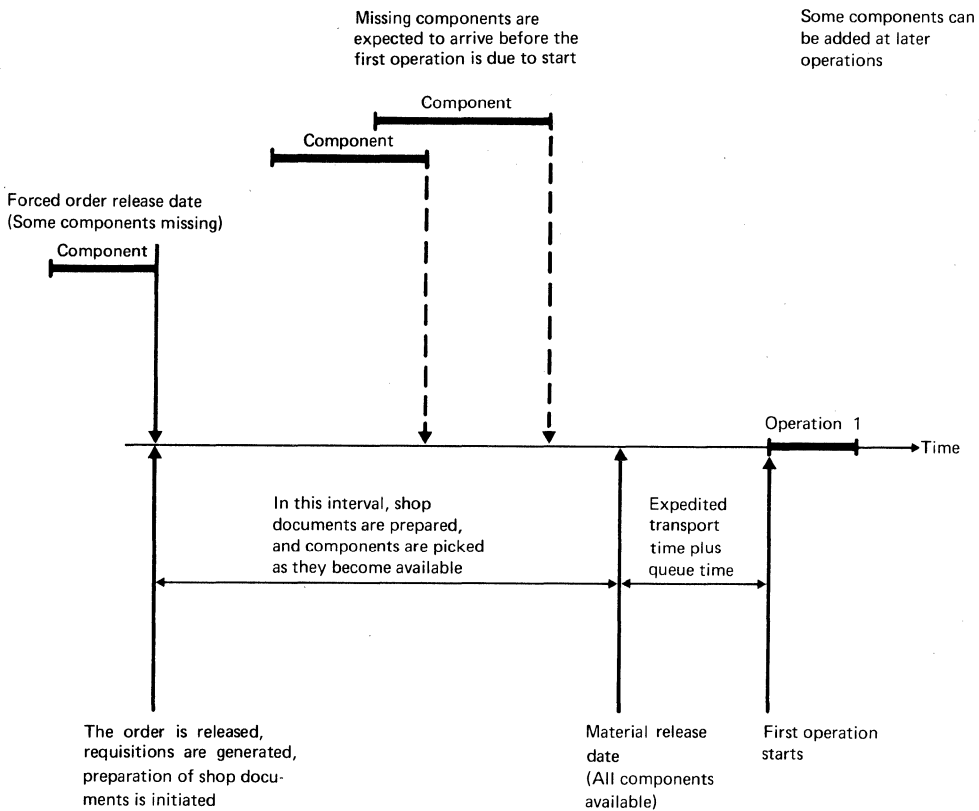 Missing components are
expected to arrive before the
first operation is due to start
Some components can
be added at later
operations
Component
Component
Forced order release date
(Some components missing)
Component
Operation 1
Time
In this interval, shop
documents are prepared,
and components are picked
as they become available
Expedited
transport
time plus
queue time
The order is released,
requisitions are generated,
preparation of shop docu-
ments is initiated
Material release
date
(All components
available)
First operation
starts